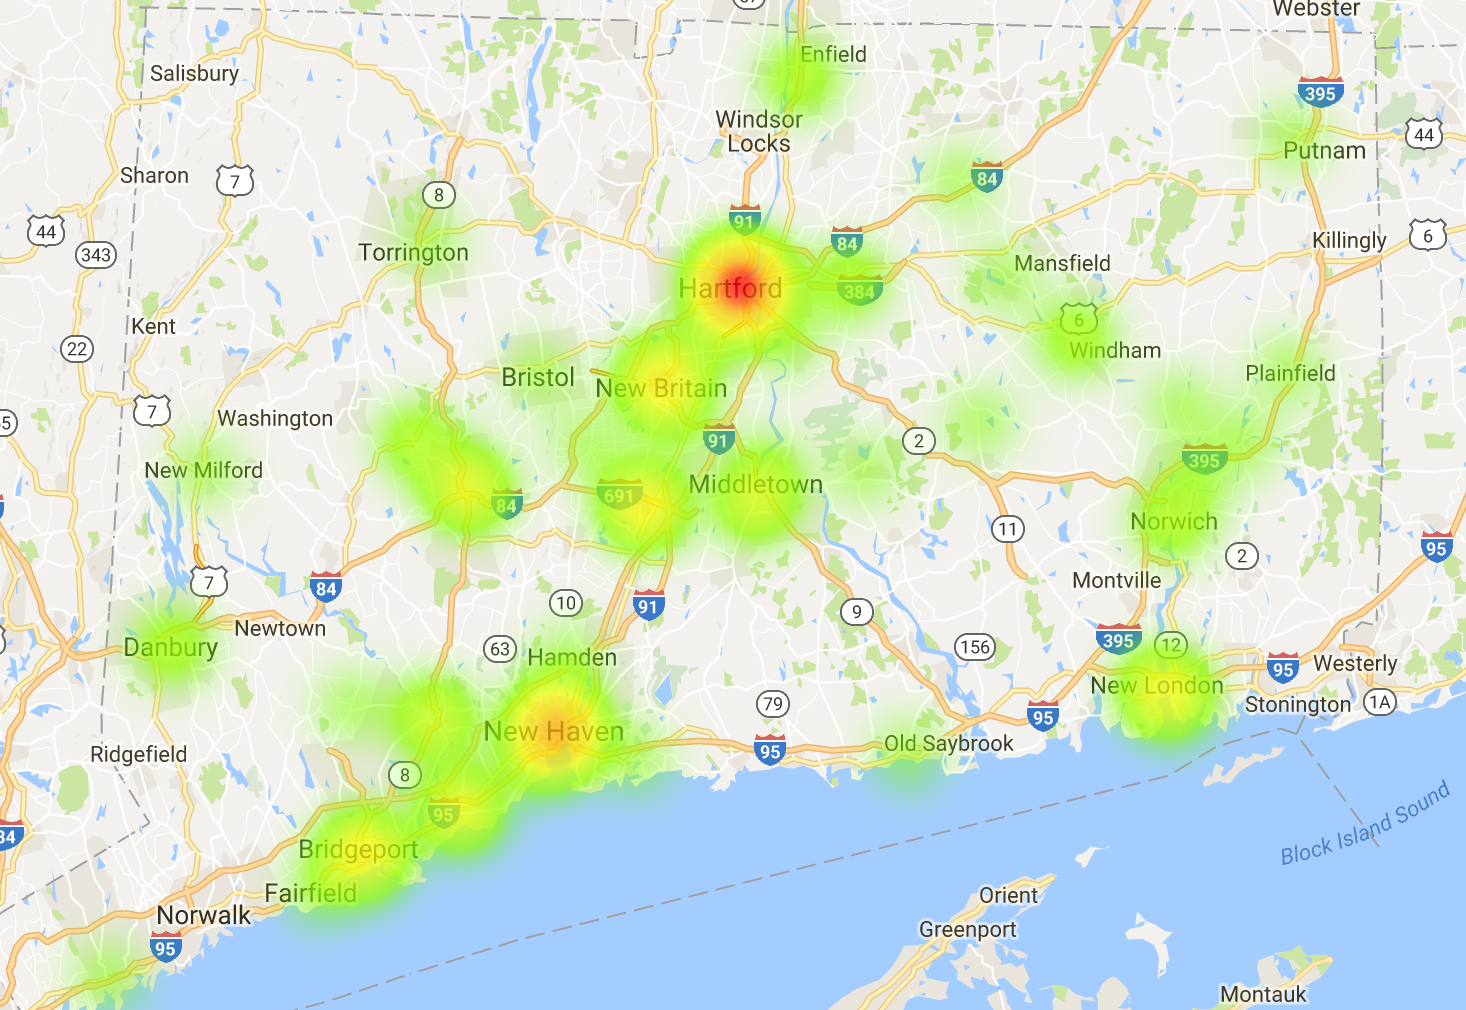 97
Webster
Enfield
Salisbury
395
Windsor
Locks
44
Putnam
Sharon
7
84
8
91
44
343
Torrington
84
Killingly
6
Mansfield
Hartford
384
Kent
6
22
Windham
Bristol
New Britain
Plainfield
7
Washington
91
2
395
New Milford
691
Middletown
84
Norwich
11
95
2
7
84
Montville
10
91
9
Newtown
Danbury
63
Hamden
156
395
12
95
Westerly
New London
Stonington
1A
79
95
New Haven
Old Saybrook
95
Ridgefield
8
95
Block Island Sound
Bridgeport
Fairfield
Orient
Norwalk
Greenport
95
Montauk